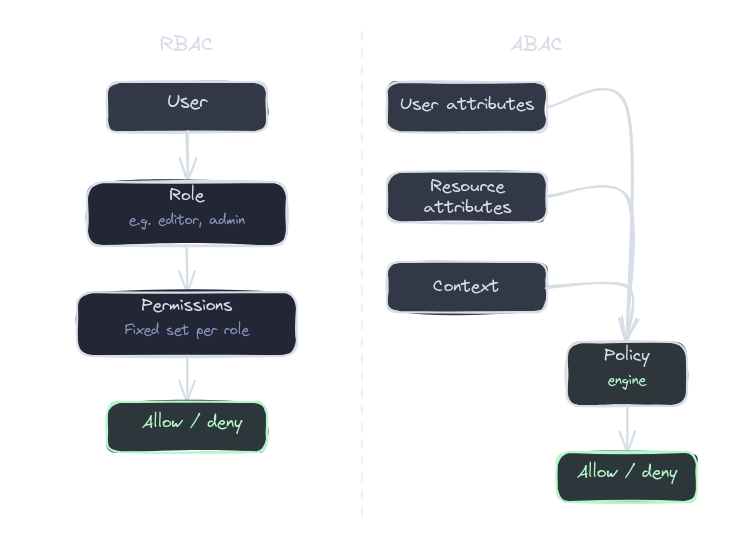 RBAC
User
Role
e.g. editor, admin
Permissions
Fixed set per role
Allow / deny
ABAC
User attributes
Resource
attributes
Context
Policy
engine
Allow / deny